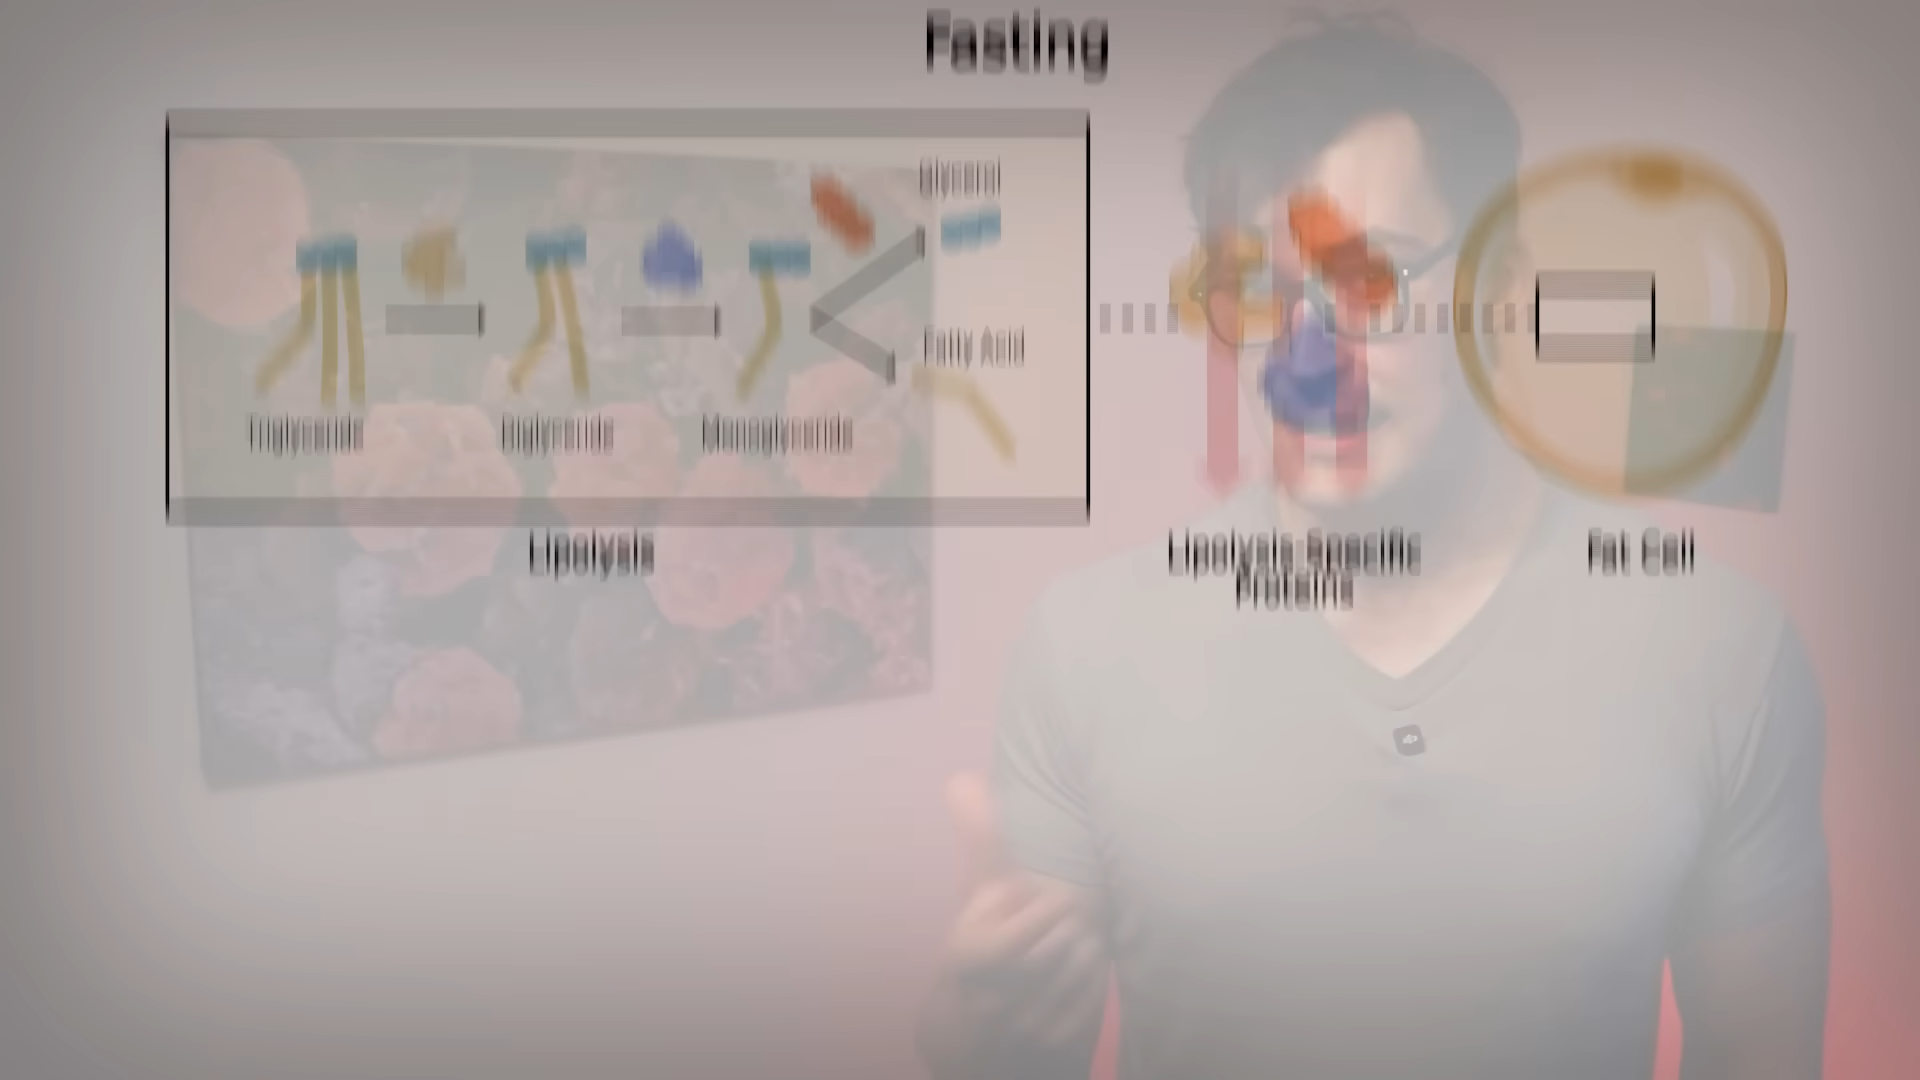 Fasting
Glycerol
Fatty Acid
Triglyceride
Diglyceride
Monoglyceride
Lipolysis
Lipolysis Specific
Proteins
Fat Cell